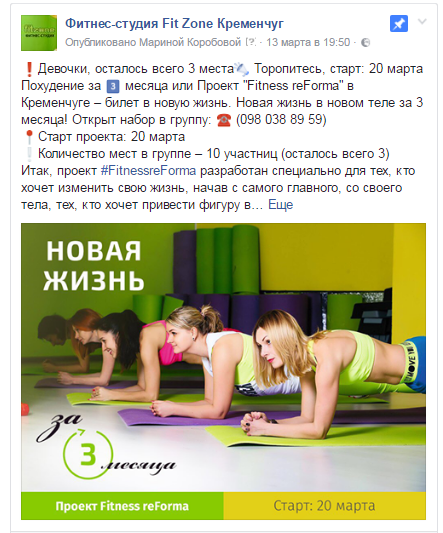 fitzone
ФИТНЕС-СТУДИЯ
Фитнес-студия Fit Zone Кременчуг
Опубликовано Мариной Коробовой [?] · 13 марта в 19:50 ·
❗Девочки, осталось всего 3 места Торопитесь, старт: 20 марта
Похудение за 3 месяца или Проект "Fitness reForma" в
Кременчуге – билет в новую жизнь. Новая жизнь в новом теле за 3
месяца! Открыт набор в группу: ☎ (098 038 89 59)
📍Старт проекта: 20 марта
❕Количество мест в группе – 10 участниц (осталось всего 3)
Итак, проект #FitnessreForma разработан специально для тех, кто
хочет изменить свою жизнь, начав с самого главного, со своего
тела, тех, кто хочет привести фигуру в... Еще
НОВАЯ
ЖИЗНЬ
за
3
месяца
Проект Fitness reForma
Старт: 20 марта